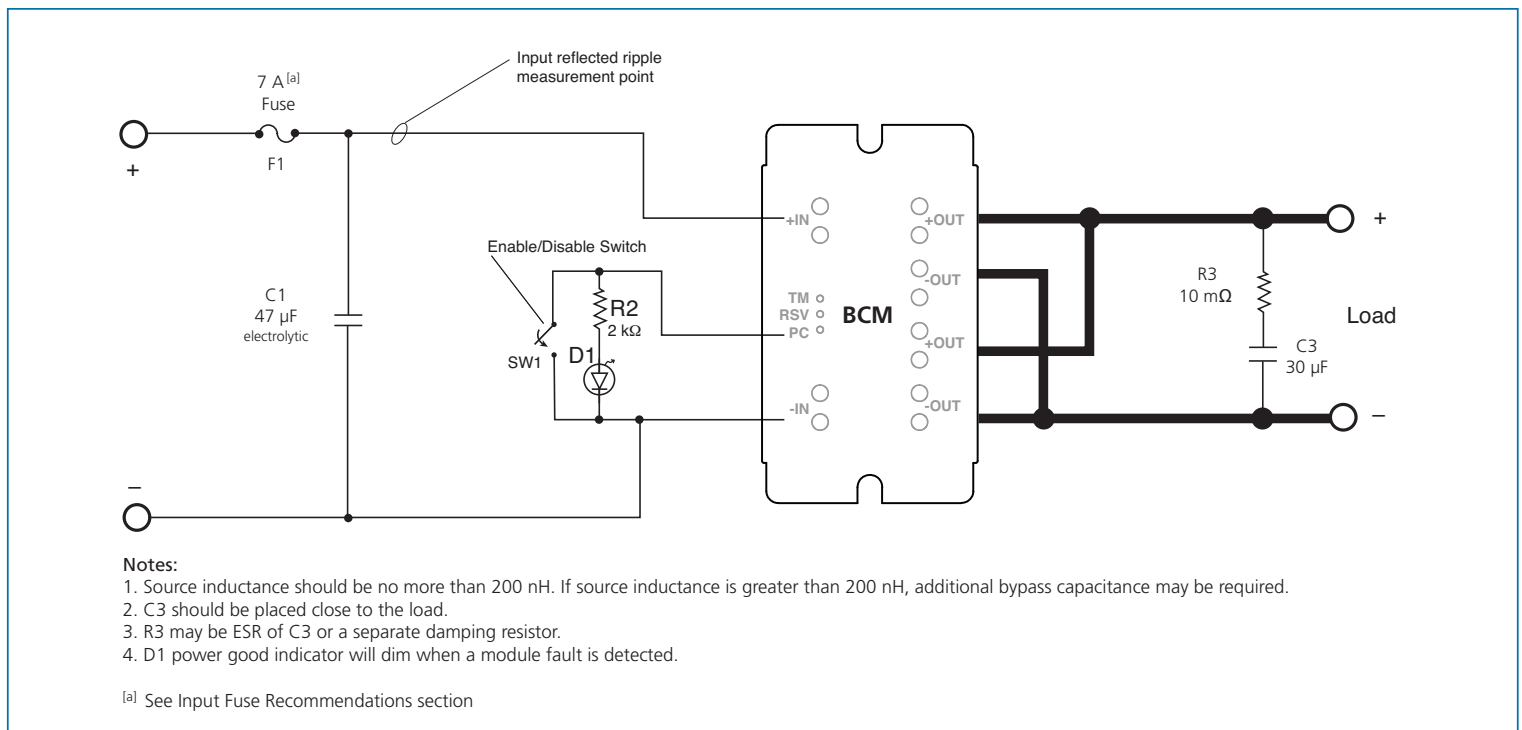 Input reflected ripple
measurement point
7 A [a]
Fuse
F1
+
+IN
+OUT
+
Enable/Disable Switch
-OUT
R3
10 mΩ
C1
47 µF
electrolytic
R2
2 kΩ
TM
RSV
PC
BCM
Load
SW1
D1
+OUT
C3
30 µF
-IN
-OUT
–
–
Notes:
1. Source inductance should be no more than 200 nH. If source inductance is greater than 200 nH, additional bypass capacitance may be required.
2. C3 should be placed close to the load.
3. R3 may be ESR of C3 or a separate damping resistor.
4. D1 power good indicator will dim when a module fault is detected.
[a] See Input Fuse Recommendations section